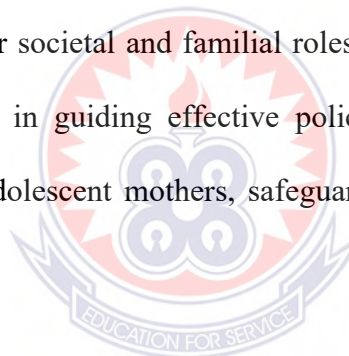 r societal and familial roles
in guiding effective polic
dolescent mothers, safeguar
EDUCATION FOR SERVICE